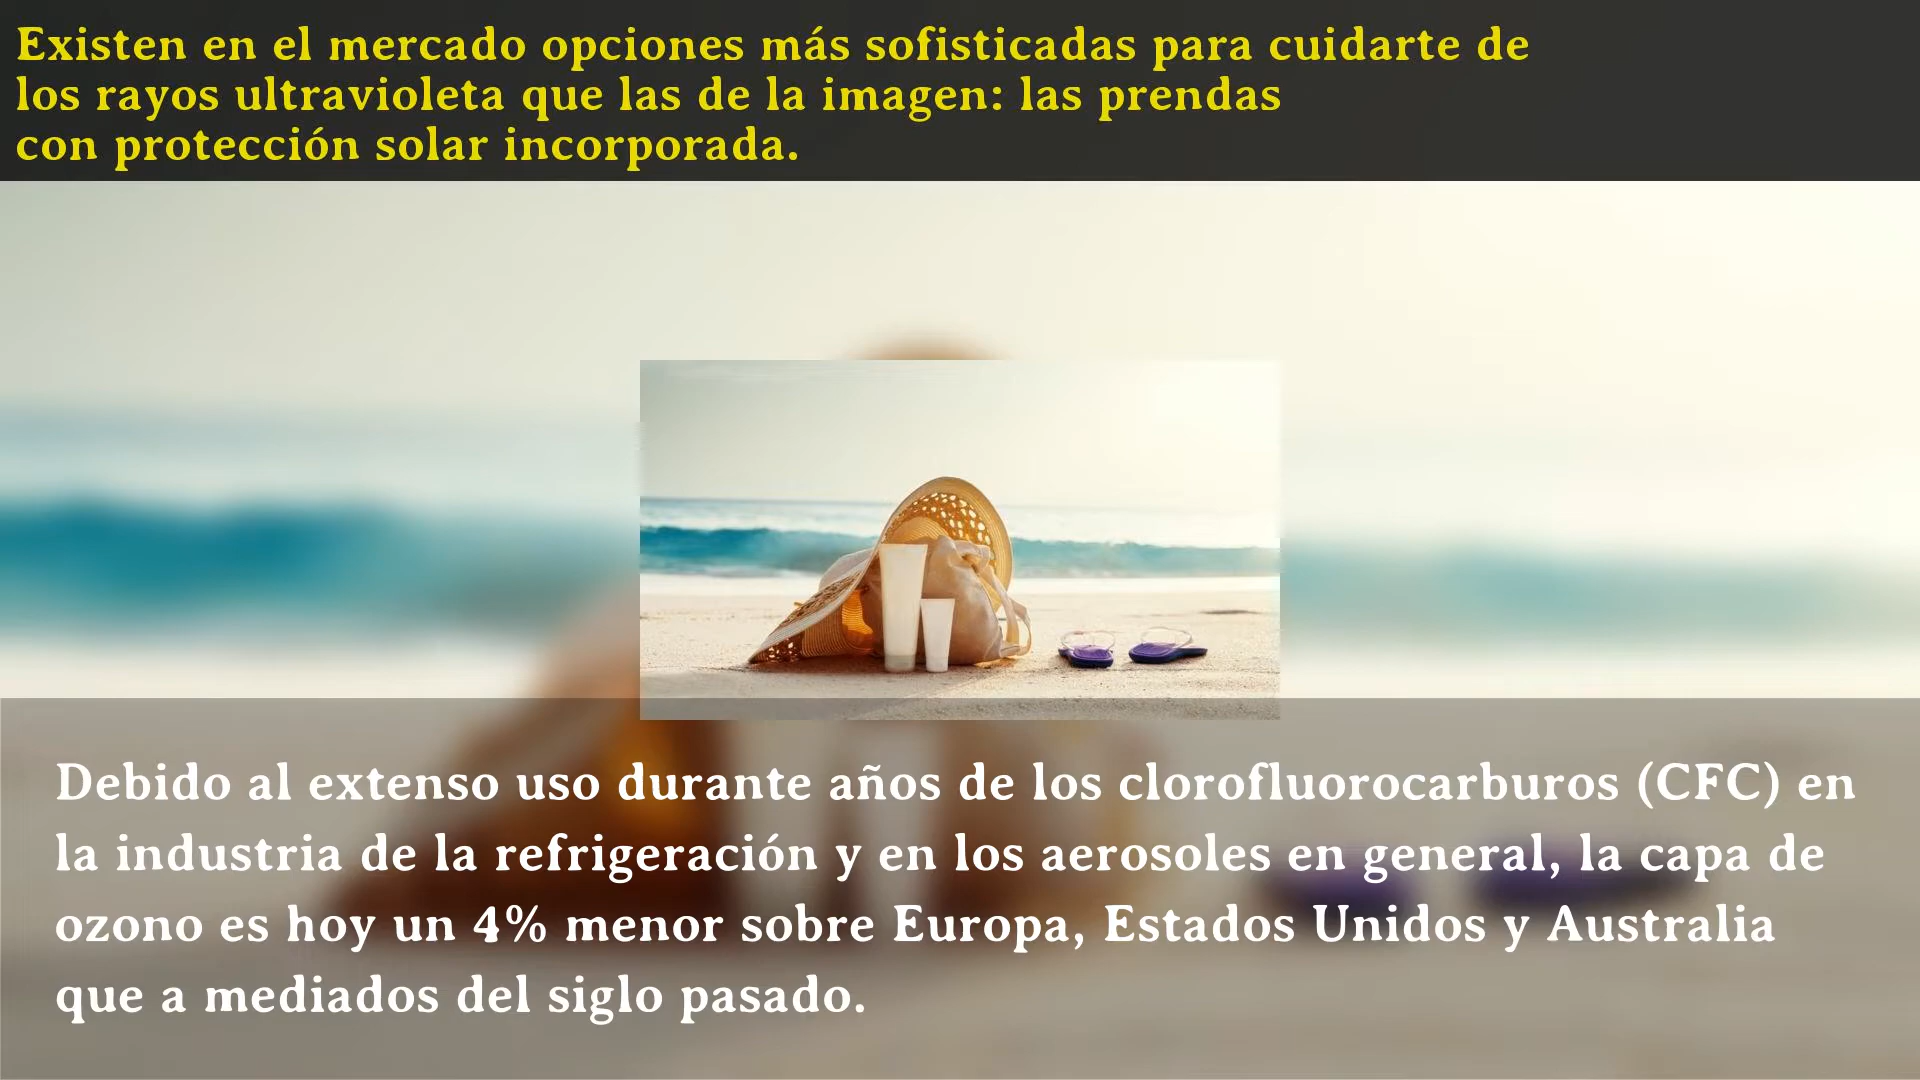 Existen en el mercado opciones más sofisticadas para cuidarte de
los rayos ultravioleta que las de la imagen: las prendas
con protección solar incorporada.
Debido al extenso uso durante años de los clorofluorocarburos (CFC) en
la industria de la refrigeración y en los aerosoles en general, la capa de
ozono es hoy un 4% menor sobre Europa, Estados Unidos y Australia
que a mediados del siglo pasado.